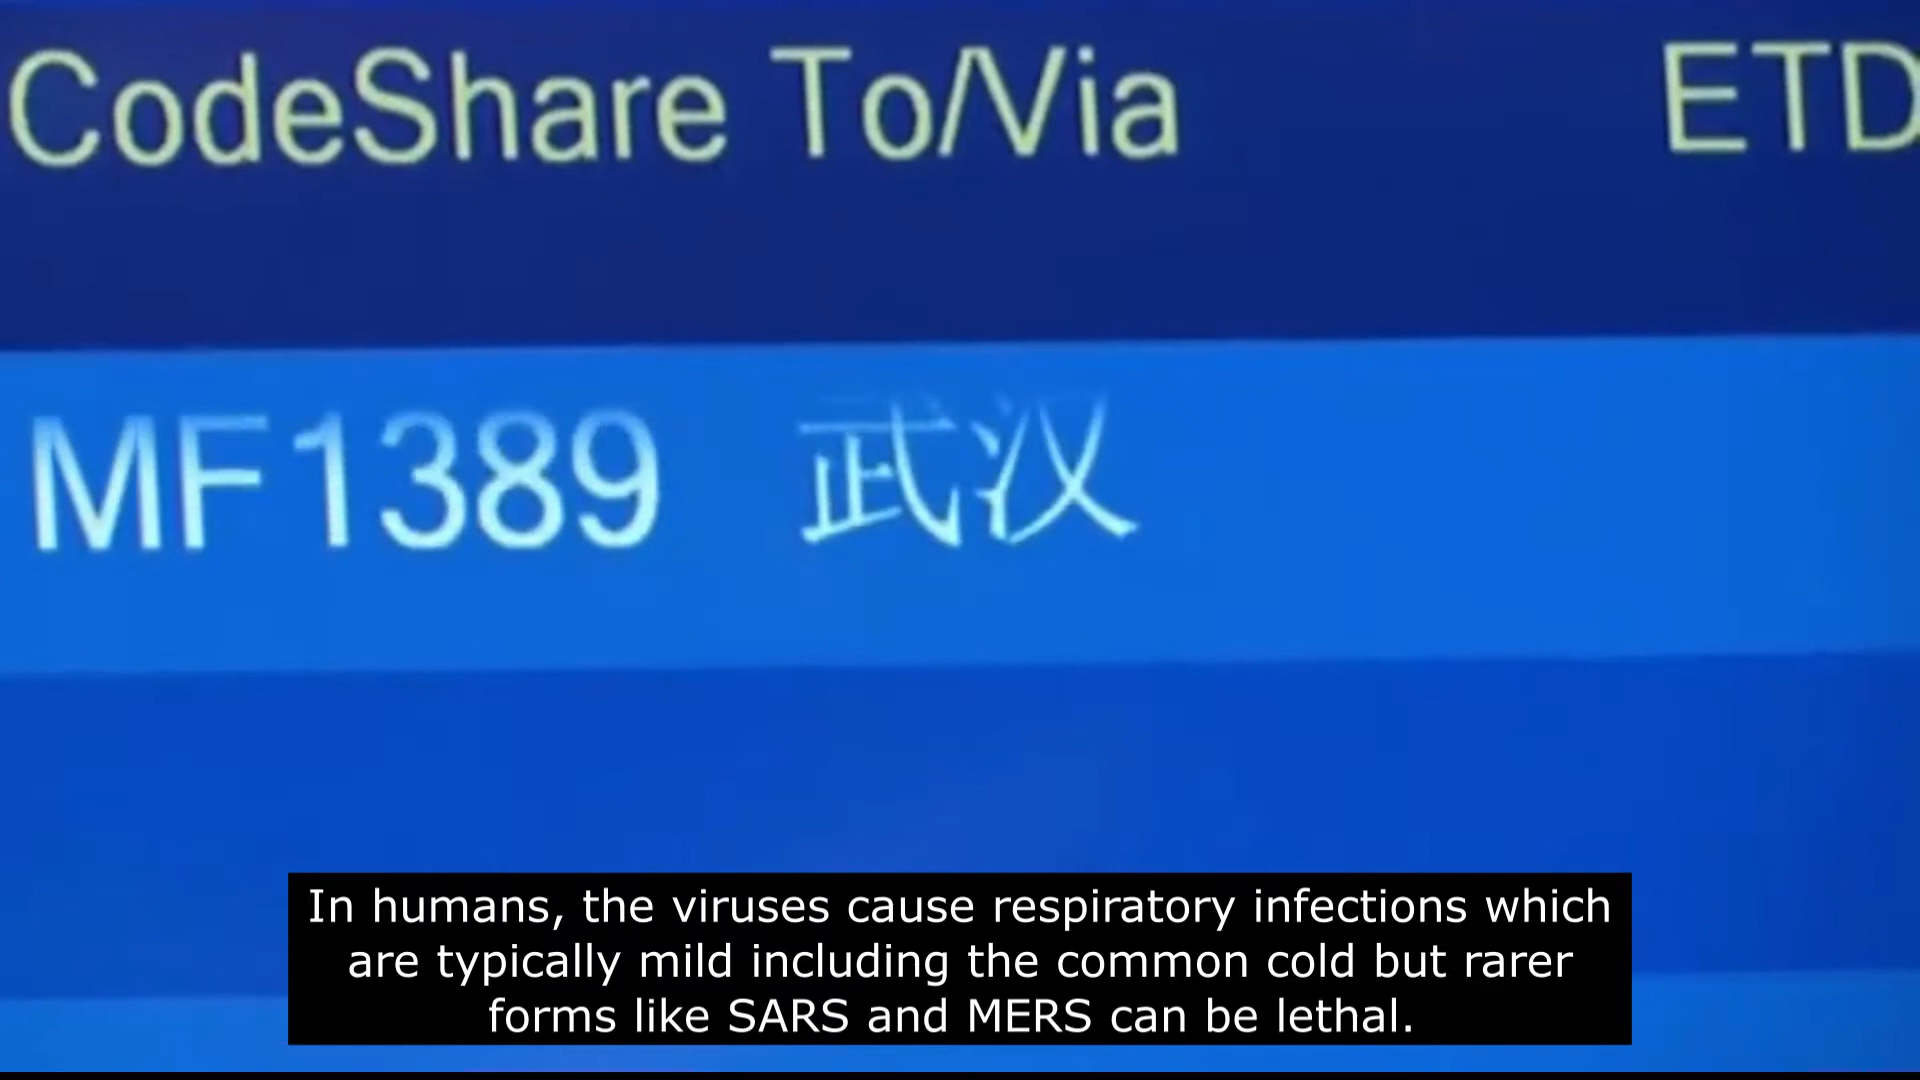 CodeShare To/Via ETD
MF1389 武汉
In humans, the viruses cause respiratory infections which
are typically mild including the common cold but rarer
forms like SARS and MERS can be lethal.